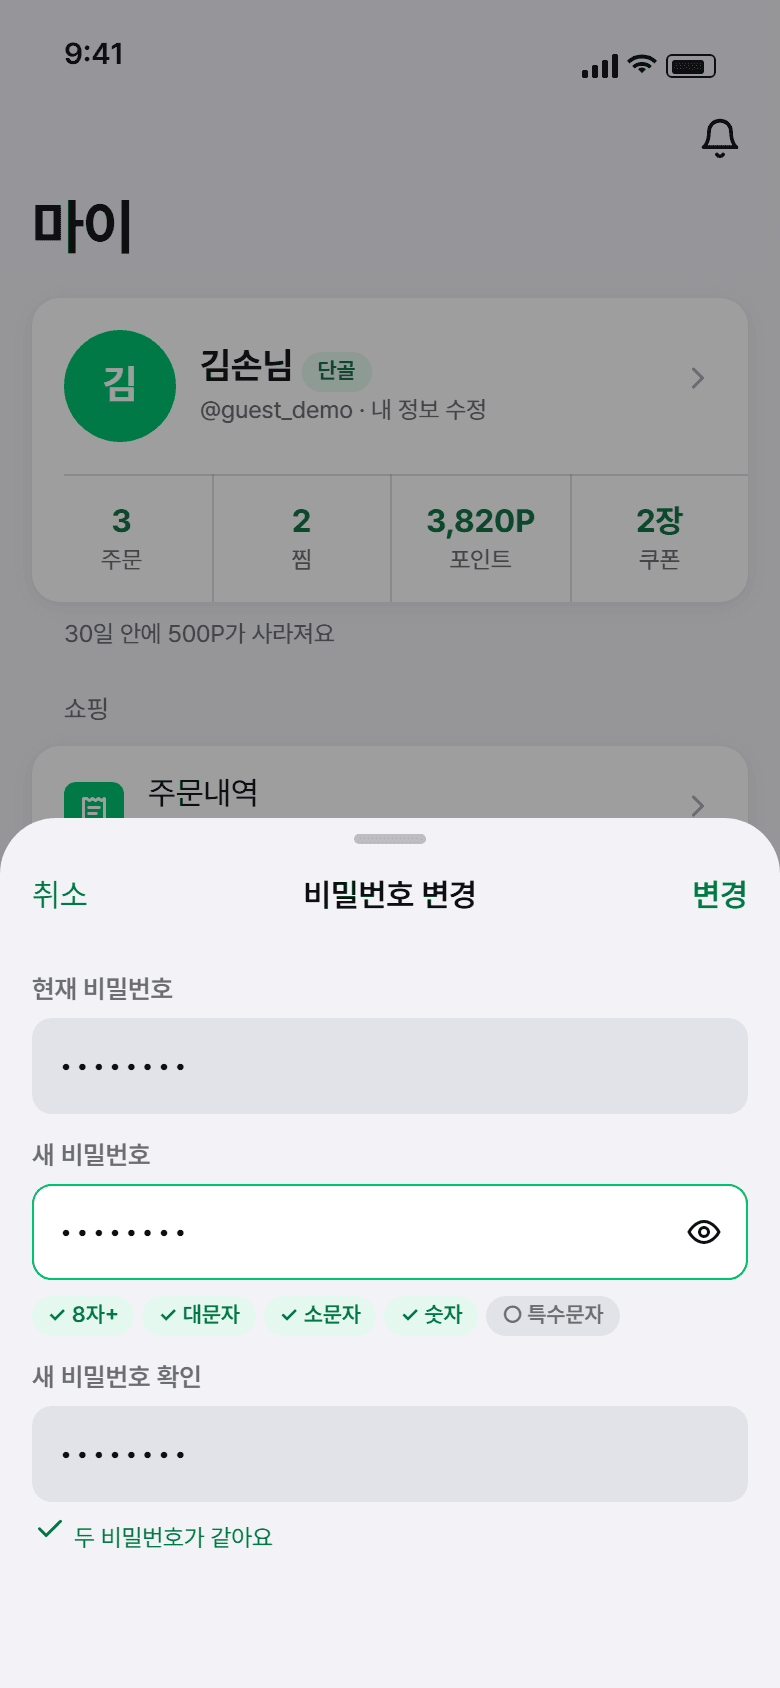 9:41
마이
김
김손님 단골
@guest_demo · 내 정보 수정
3 2 3,820P 2장
주문 찜 포인트 쿠폰
30일 안에 500P가 사라져요
쇼핑
주문내역
취소 비밀번호 변경 변경
현재 비밀번호
••••••••
새 비밀번호
••••••••
8자+ 대문자 소문자 숫자 특수문자
새 비밀번호 확인
••••••••
두 비밀번호가 같아요